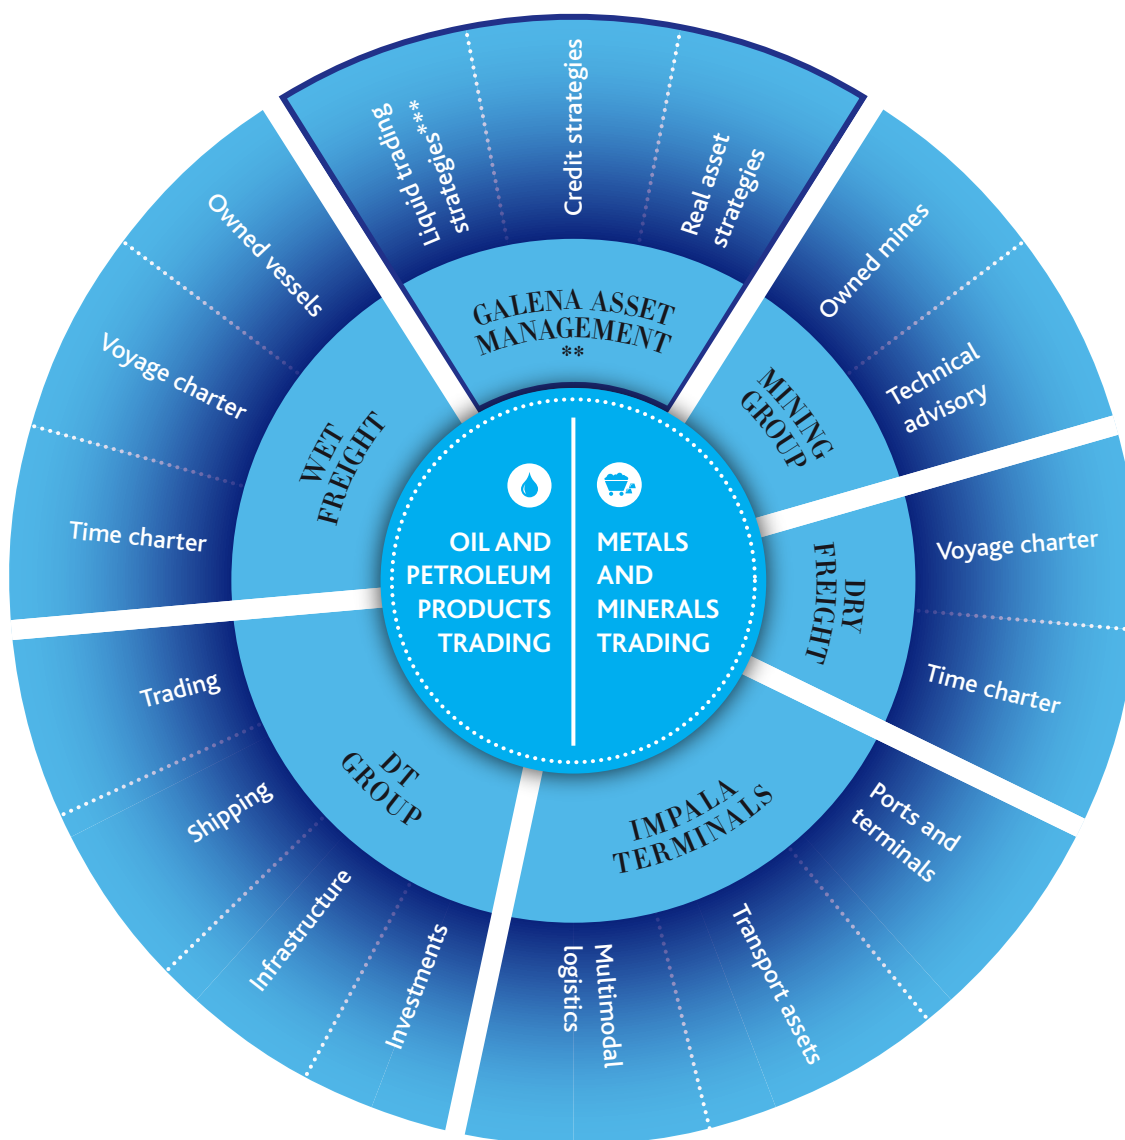 Liquid trading
strategies****
Credit strategies
Real asset
strategies
GALENA ASSET
MANAGEMENT
**
Owned mines
Technical
advisory
MINING
GROUP
Voyage charter
Time charter
DRY
FREIGHT
Ports and
terminals
Transport assets
Multimodal
logistics
IMPALA
TERMINALS
Investments
Infrastructure
Shipping
Trading
DT
GROUP
Time charter
Voyage charter
Owned vessels
WET
FREIGHT
OIL AND
PETROLEUM
PRODUCTS
TRADING
METALS
AND
MINERALS
TRADING